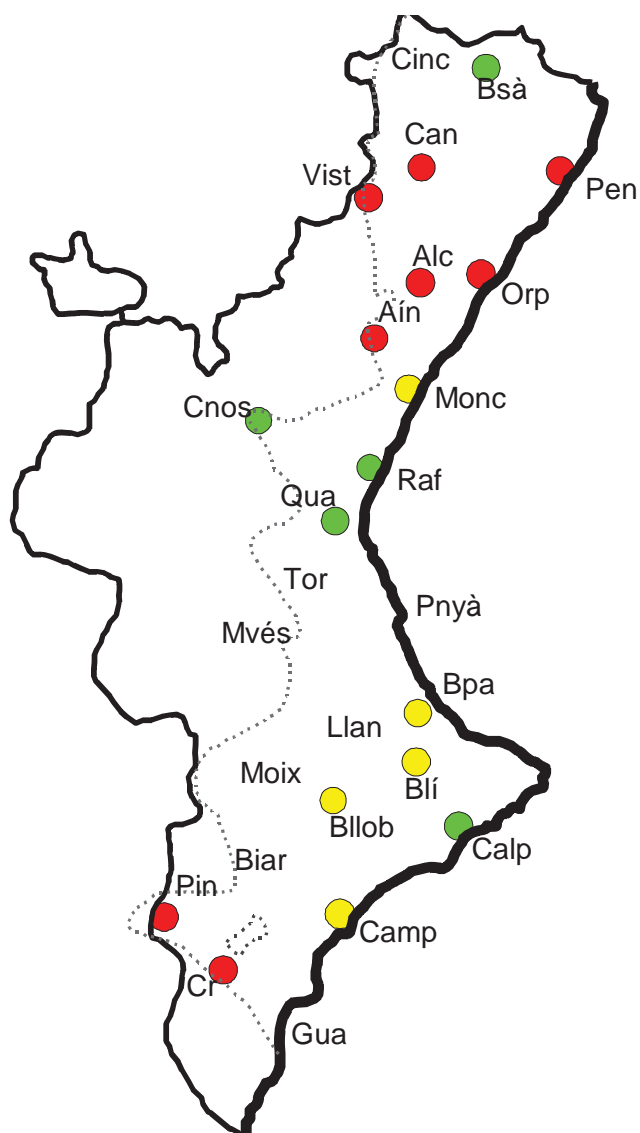 Cinc
Bsà
Can
Vist
Pen
Alc
Orp
Aín
Monc
Cnos
Raf
Qua
Tor
Pnyà
Mvés
Bpa
Llan
Moix
Blí
Bllob
Calp
Biar
Pin
Camp
Cr
Gua